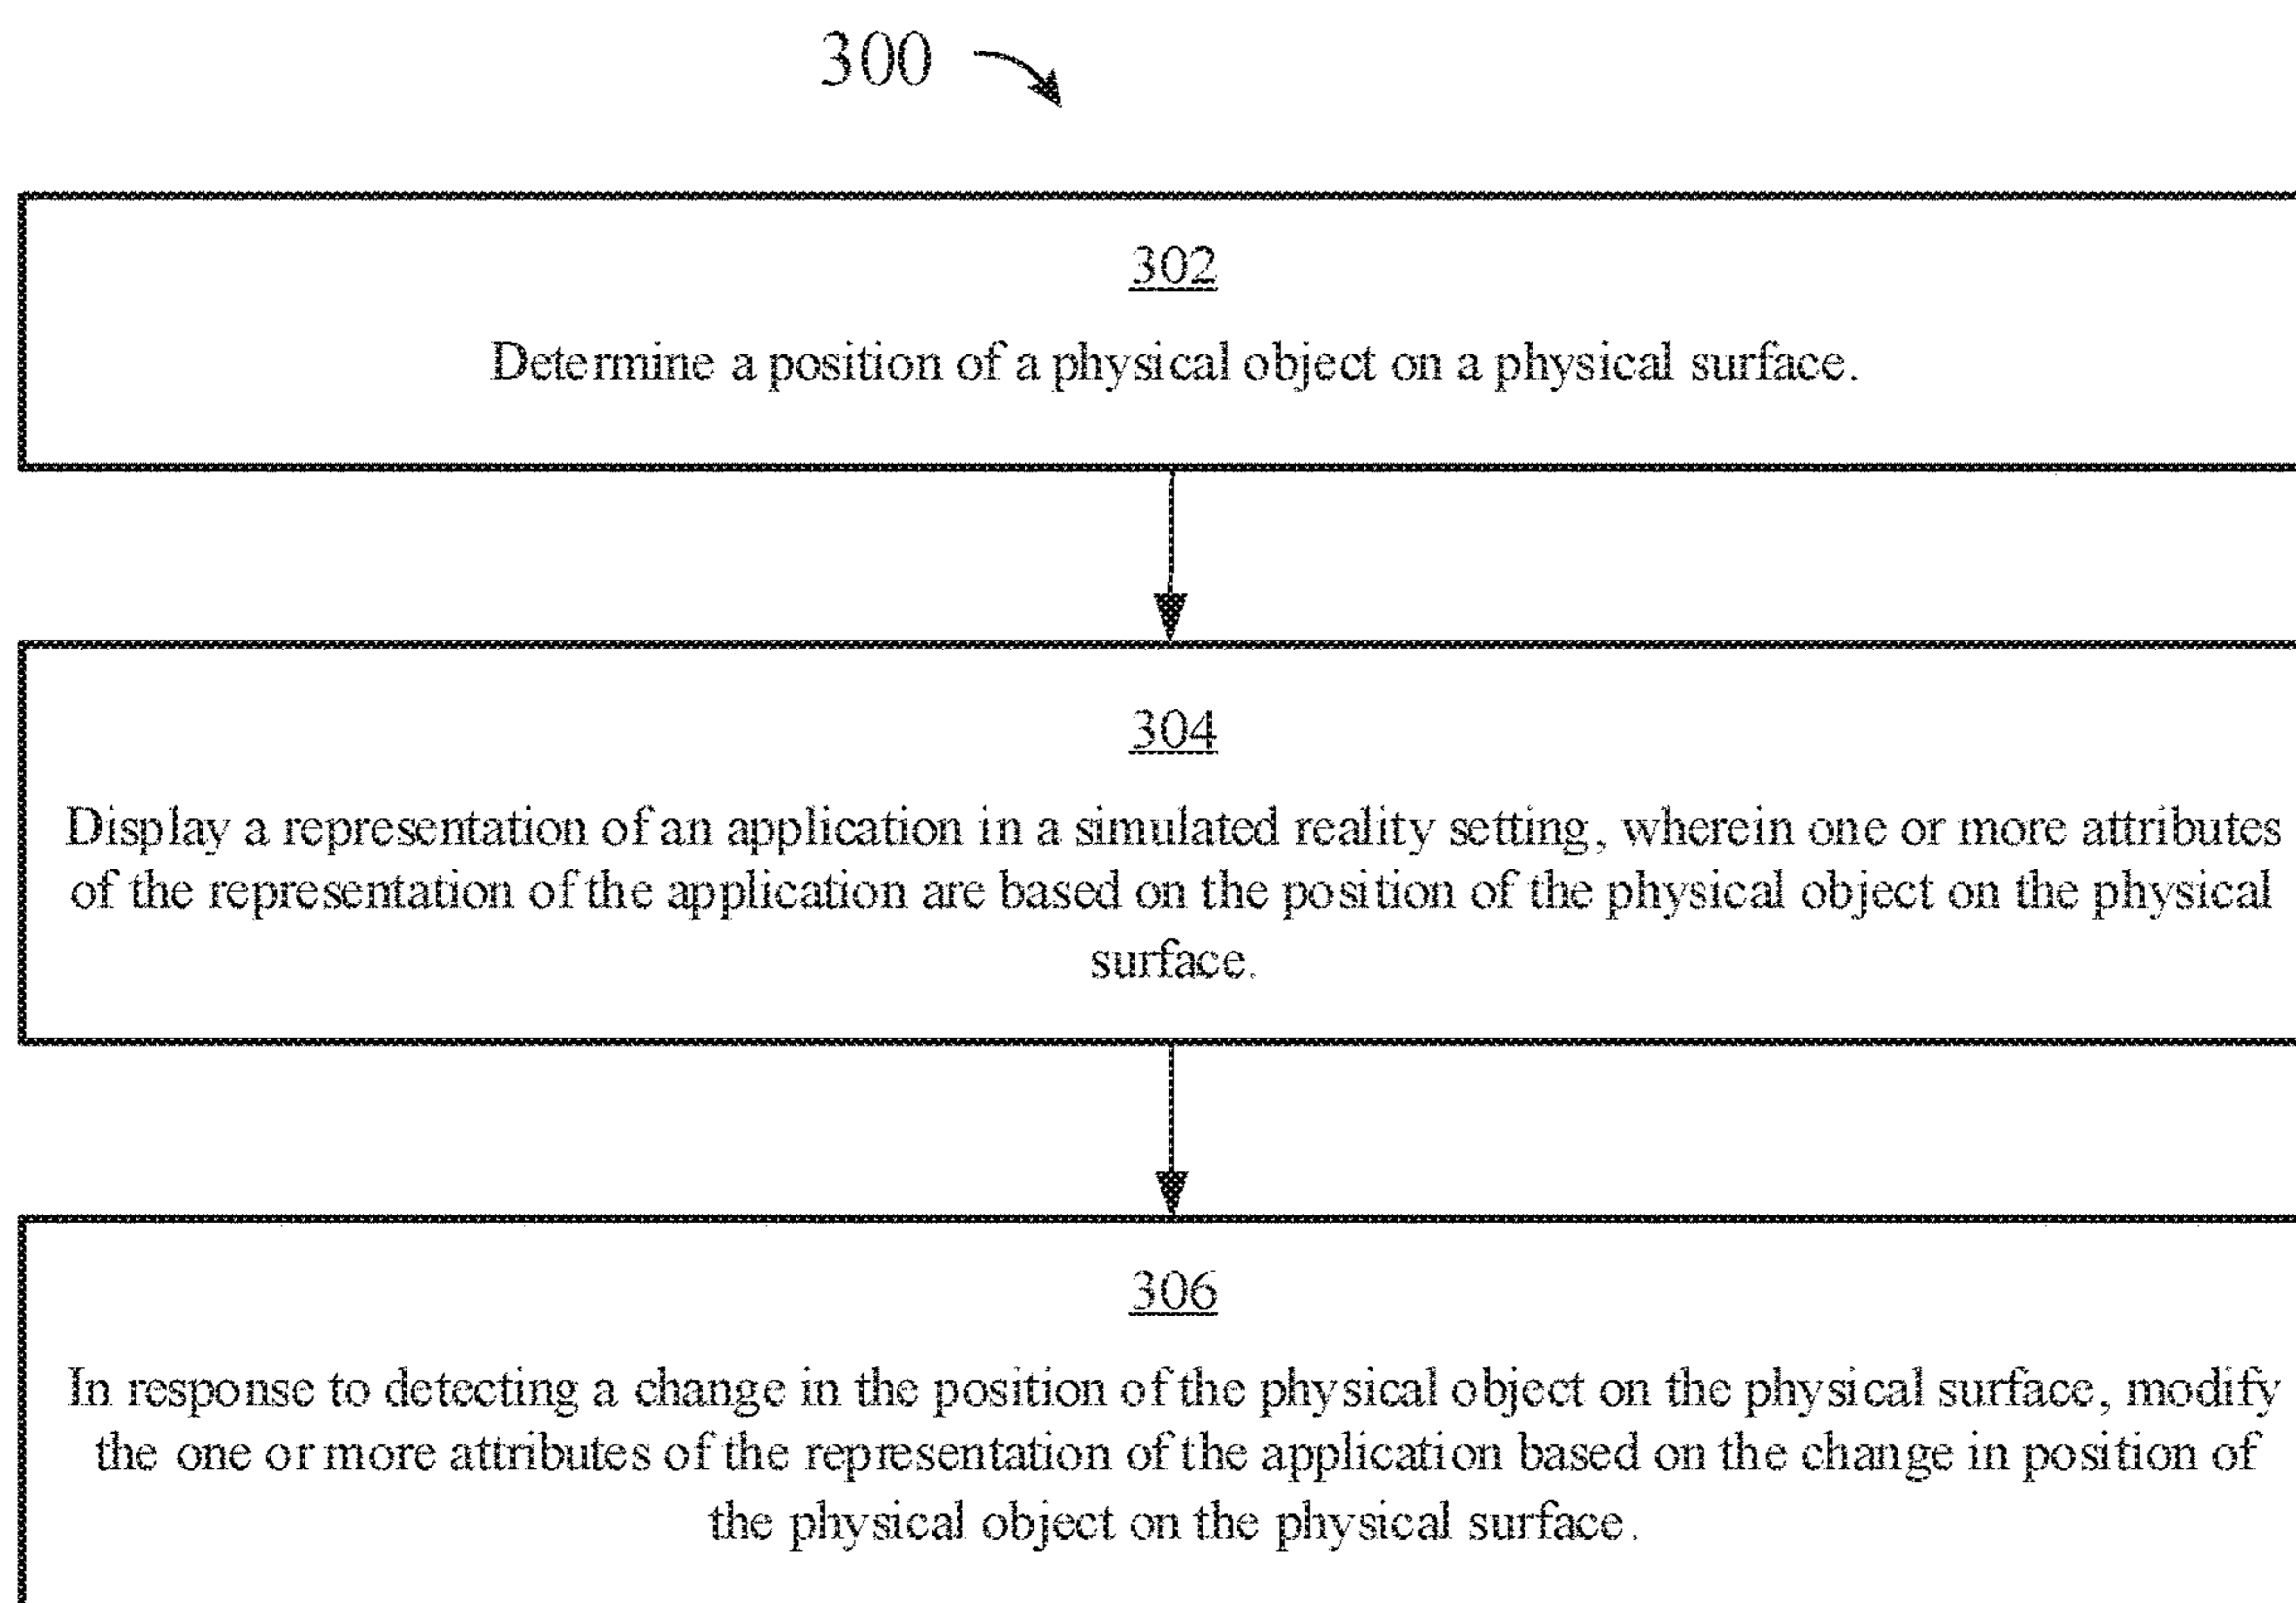 300
302
Determine a position of a physical object on a physical surface.
304
Display a representation of an application in a simulated reality setting, wherein one or more attributes
of the representation of the application are based on the position of the physical object on the physical
surface.
306
In response to detecting a change in the position of the physical object on the physical surface, modify
the one or more attributes of the representation of the application based on the change in position of
the physical object on the physical surface.